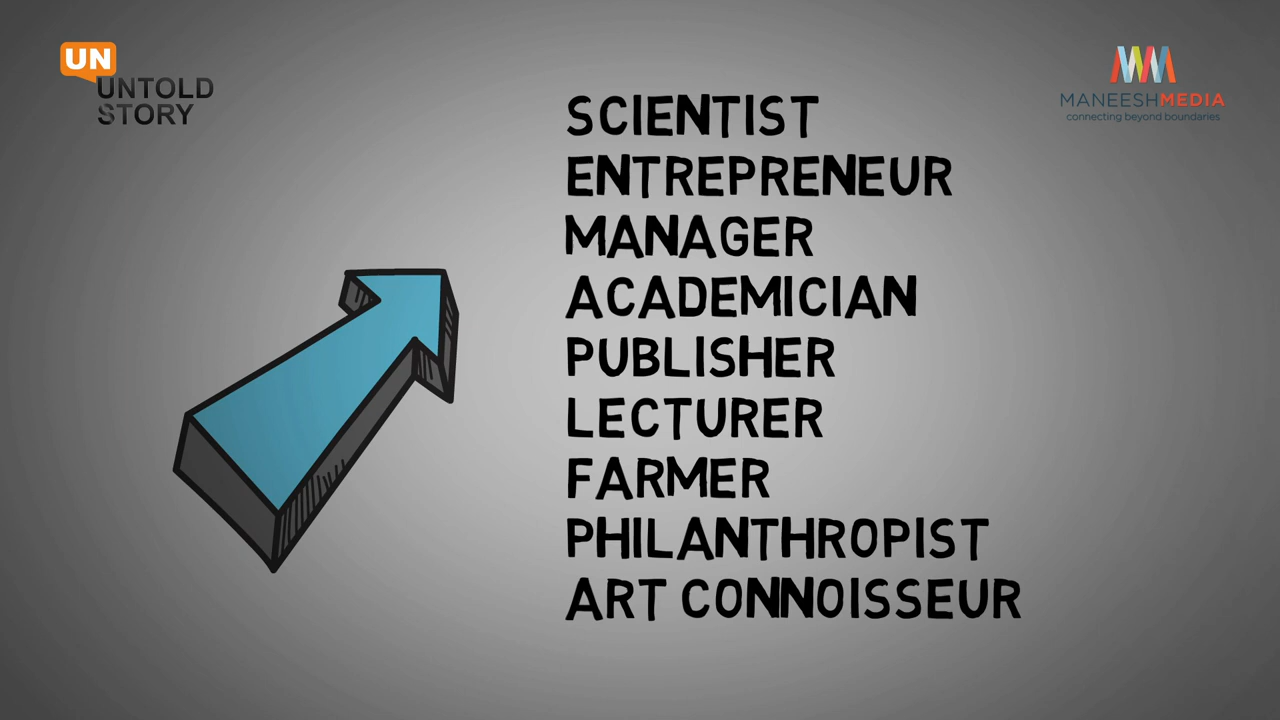 UN
UNTOLD
STORY
MANEESHMEDIA
connecting beyond boundaries
SCIENTIST
ENTREPRENEUR
MANAGER
ACADEMICIAN
PUBLISHER
LECTURER
FARMER
PHILANTHROPIST
ART CONNOISSEUR